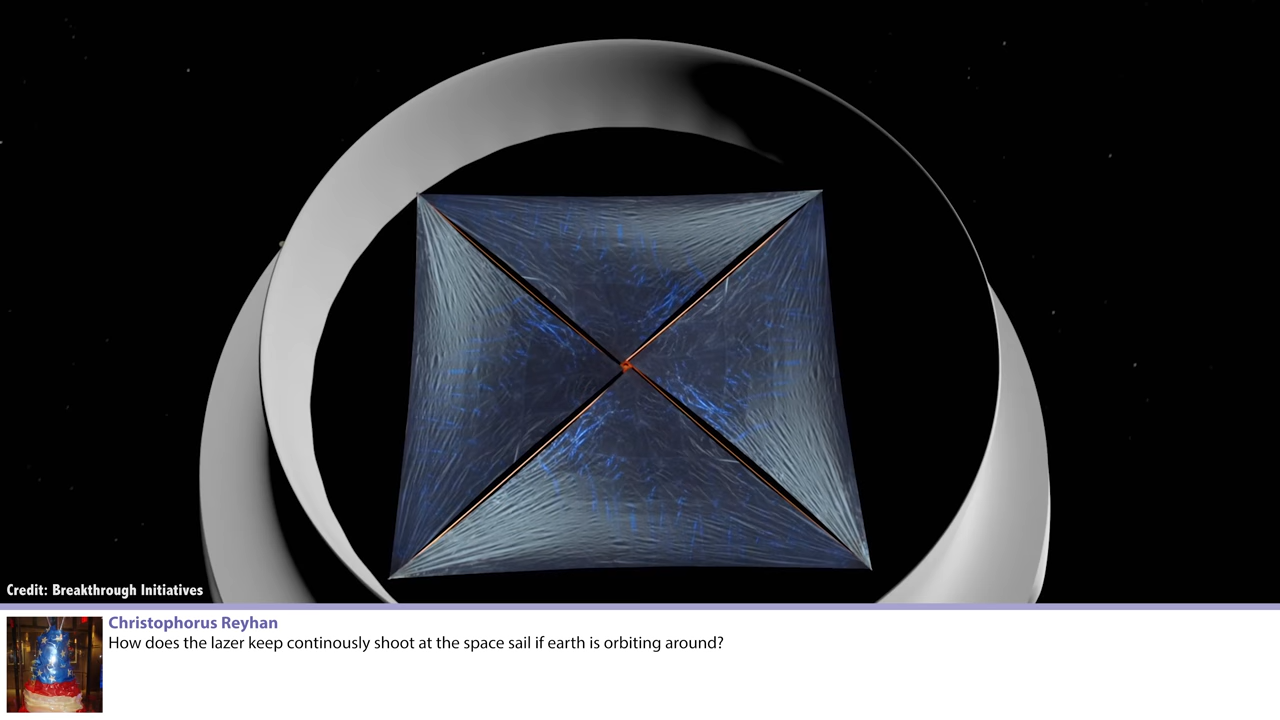 Credit: Breakthrough Initiatives
Christophorus Reyhan
How does the lazer keep continously shoot at the space sail if earth is orbiting around?